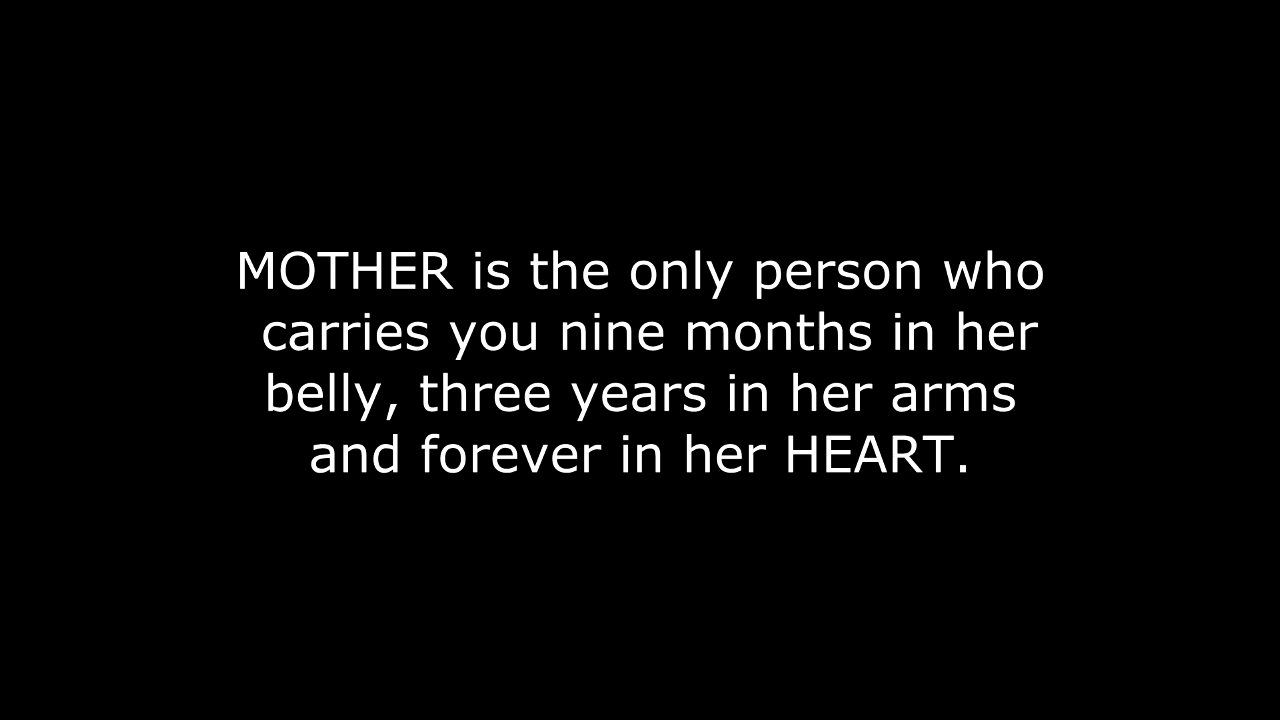 MOTHER is the only person who
carries you nine months in her
belly, three years in her arms
and forever in her HEART.